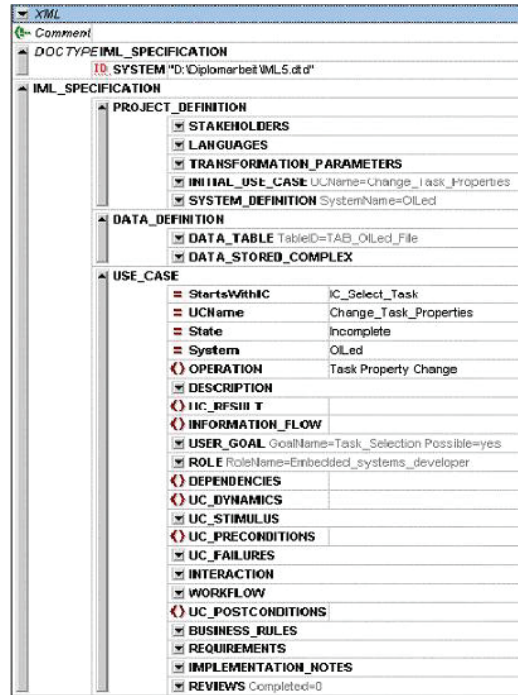 XML
Comment
DOCTYPE IML_SPECIFICATION
ID SYSTEM "D:\Diplomarbeit\IML5.dtd"
IML_SPECIFICATION
PROJECT_DEFINITION
STAKEHOLDERS
LANGUAGES
TRANSFORMATION_PARAMETERS
INITIAL_USE_CASE UCName=Change_Task_Properties
SYSTEM_DEFINITION SystemName=OILed
DATA_DEFINITION
DATA_TABLE TableID=TAB_OILed_File
DATA_STORED_COMPLEX
USE_CASE
= StartsWithIC IC_Select_Task
= UCName Change_Task_Properties
= State Incomplete
= System OILed
<> OPERATION Task Property Change
DESCRIPTION
<> UC_RESULT
<> INFORMATION_FLOW
USER_GOAL GoalName=Task_Selection Possible=yes
ROLE RoleName=Embedded_systems_developer
<> DEPENDENCIES
<> UC_DYNAMICS
UC_STIMULUS
<> UC_PRECONDITIONS
UC_FAILURES
INTERACTION
WORKFLOW
<> UC_POSTCONDITIONS
BUSINESS_RULES
REQUIREMENTS
IMPLEMENTATION_NOTES
REVIEWS Completed=0